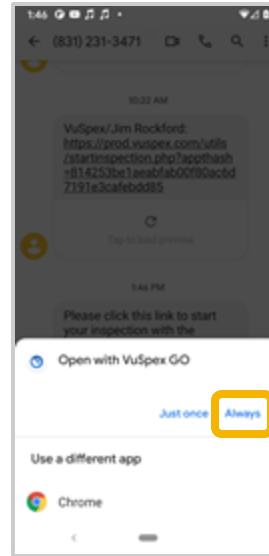 1:46
(831) 231-3471
10:22 AM
VuSpex/Jim Rockford:
https://prod.vuspex.com/utils
/startinspection.php?appthash
=814253be1aeabfab00f80ac6d
7191e3cafebdd85
Tap to load preview
1:46 PM
Please click this link to start
your inspection with the
Open with VuSpex GO
Just once
Always
Use a different app
Chrome